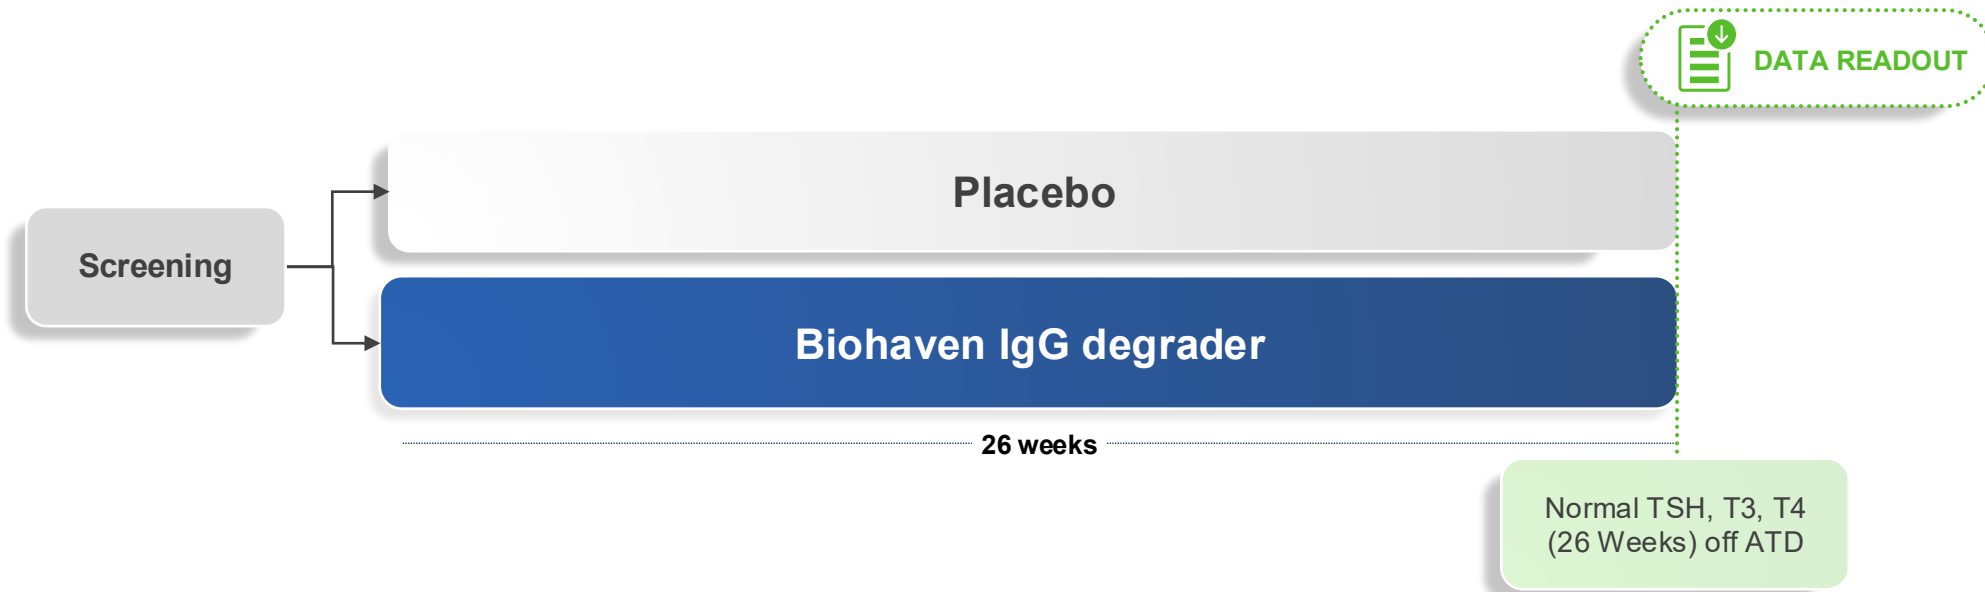 DATA READOUT
Placebo
Screening
Biohaven IgG degrader
26 weeks
Normal TSH, T3, T4
(26 Weeks) off ATD